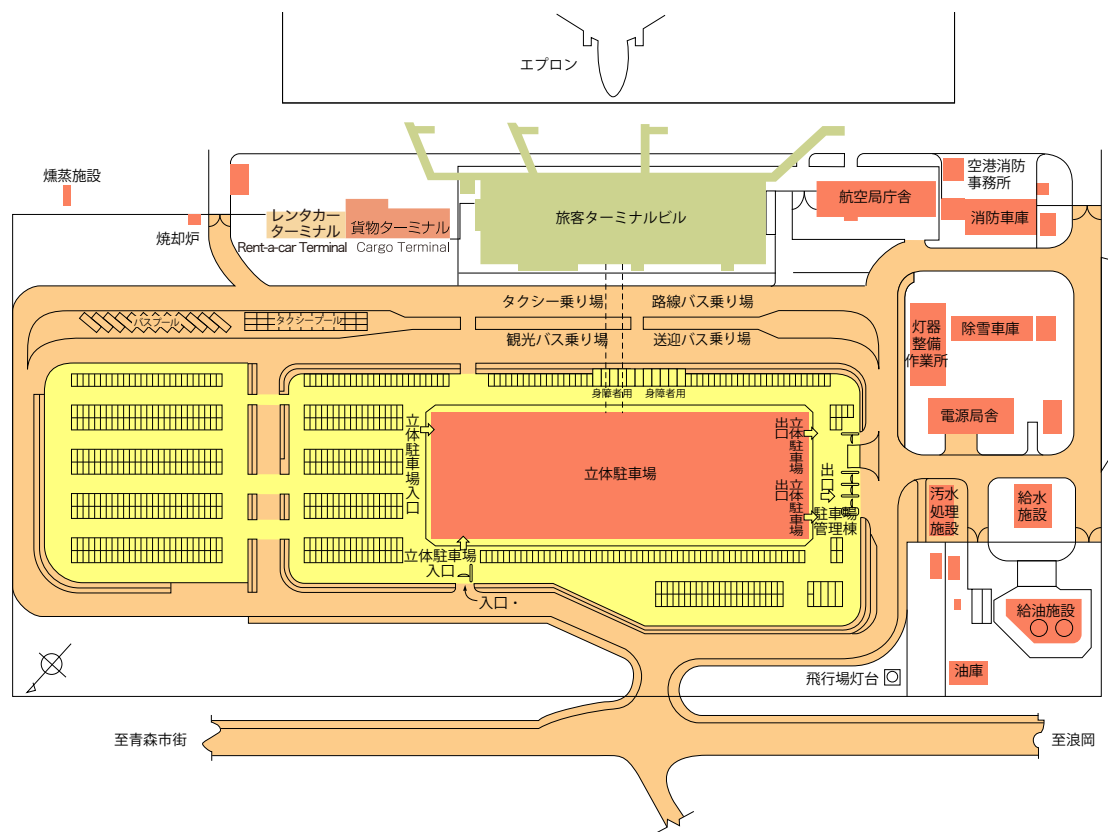 エプロン
燻蒸施設
焼却炉
レンタカー
ターミナル
Rent-a-car Terminal
貨物ターミナル
Cargo Terminal
旅客ターミナルビル
航空局庁舎
空港消防
事務所
消防車庫
タクシー乗り場
路線バス乗り場
バスプール
タクシープール
観光バス乗り場
送迎バス乗り場
灯器
整備
作業所
除雪車庫
身障者用
身障者用
電源局舎
立体駐車場入口
立体駐車場
立体駐車場
出口
立体駐車場
出口
出口
駐車場
管理棟
汚水
処理
施設
給水
施設
立体駐車場
入口
入口・
給油施設
油庫
飛行場灯台
至青森市街
至浪岡